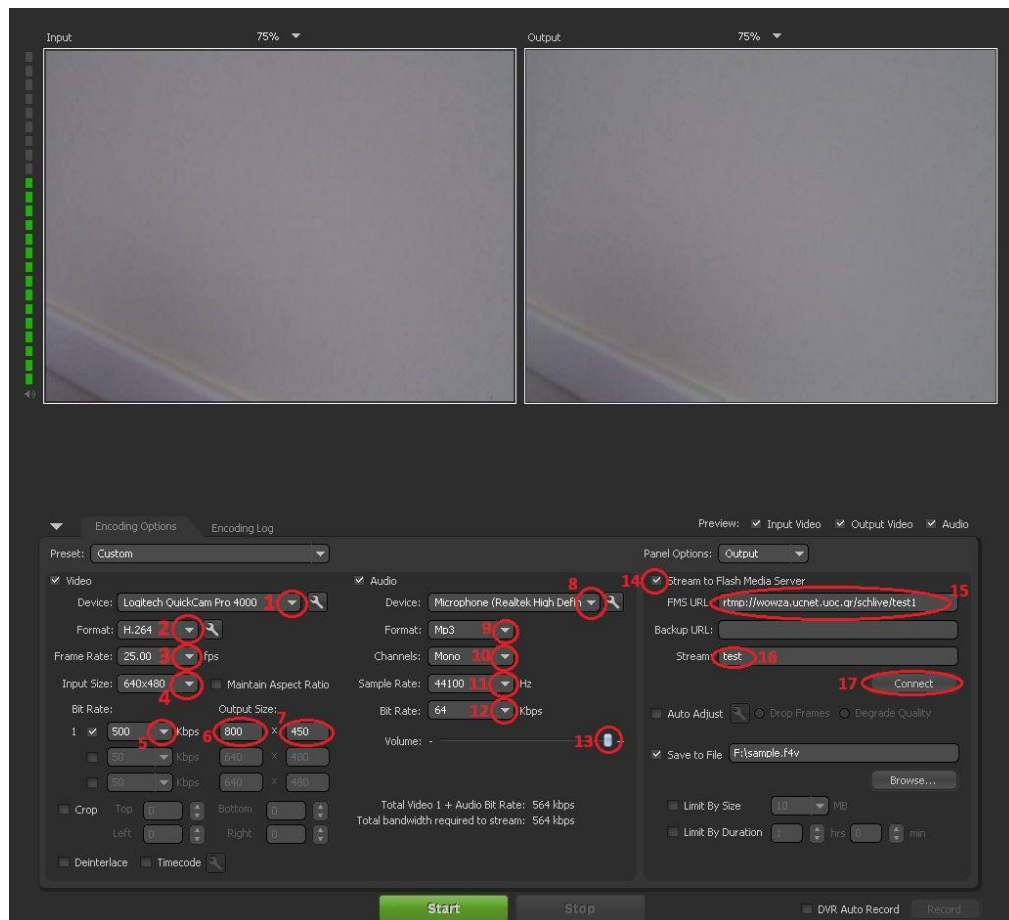 Input 75% Output 75%
Encoding Options Encoding Log Preview: Input Video Output Video Audio
Preset: Custom Panel Options: Output
Video Audio 8 14 Stream to Flash Media Server
Device: Logitech QuickCam Pro 4000 1 Device: Microphone (Realtek High Defin FMS URL rtmp://wowza.ucnet.uoc.gr/schlive/test1 15
Format: H.264 2 Format: Mp3 9 Backup URL:
Frame Rate: 25.00 3 fps Channels: Mono 10 Stream: test 16
Input Size: 640x480 4 Maintain Aspect Ratio Sample Rate: 44100 11 Hz 17 Connect
Bit Rate: Output Size: 7 Bit Rate: 64 12 Kbps Auto Adjust Drop Frames Degrade Quality
1 500 5 Kbps 6 800 x 450 Volume: - 13
50 Kbps 640 x 480 Save to File F:\sample.f4v
50 Kbps 640 x 480 Browse...
Crop Top 0 Bottom 0 Total Video 1 + Audio Bit Rate: 564 kbps Limit By Size 10 MB
Left 0 Right 0 Total bandwidth required to stream: 564 kbps Limit By Duration 1 hrs 0 min
Deinterlace Timecode
Start Stop DVR Auto Record Record